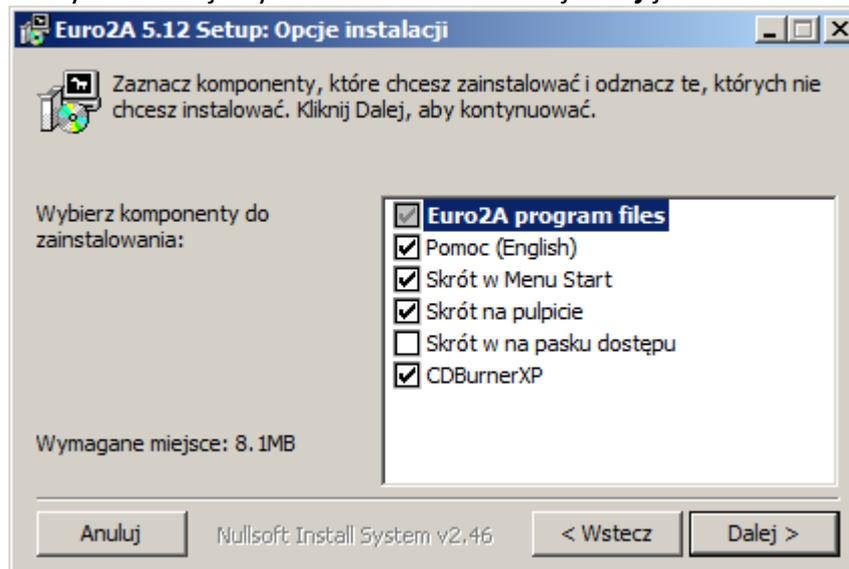 Euro2A 5.12 Setup: Opcje instalacji
Zaznacz komponenty, które chcesz zainstalować i odznacz te, których nie
chcesz instalować. Kliknij Dalej, aby kontynuować.
Wybierz komponenty do
zainstalowania:
Euro2A program files
Pomoc (English)
Skrót w Menu Start
Skrót na pulpicie
Skrót w na pasku dostępu
CDBurnerXP
Wymagane miejsce: 8.1MB
Anuluj
Nullsoft Install System v2.46
< Wstecz
Dalej >